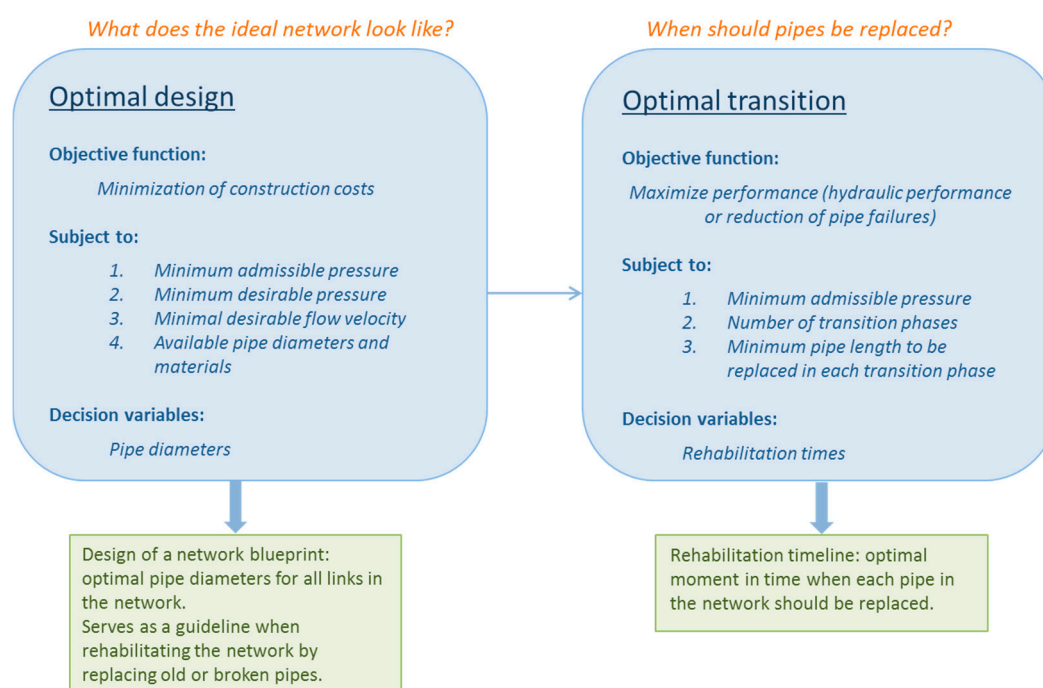 What does the ideal network look like?
Optimal design
Objective function:
Minimization of construction costs
Subject to:
1. Minimum admissible pressure
2. Minimum desirable pressure
3. Minimal desirable flow velocity
4. Available pipe diameters and
materials
Decision variables:
Pipe diameters
Design of a network blueprint:
optimal pipe diameters for all links in
the network.
Serves as a guideline when
rehabilitating the network by
replacing old or broken pipes.
When should pipes be replaced?
Optimal transition
Objective function:
Maximize performance (hydraulic performance
or reduction of pipe failures)
Subject to:
1. Minimum admissible pressure
2. Number of transition phases
3. Minimum pipe length to be
replaced in each transition phase
Decision variables:
Rehabilitation times
Rehabilitation timeline: optimal
moment in time when each pipe in
the network should be replaced.